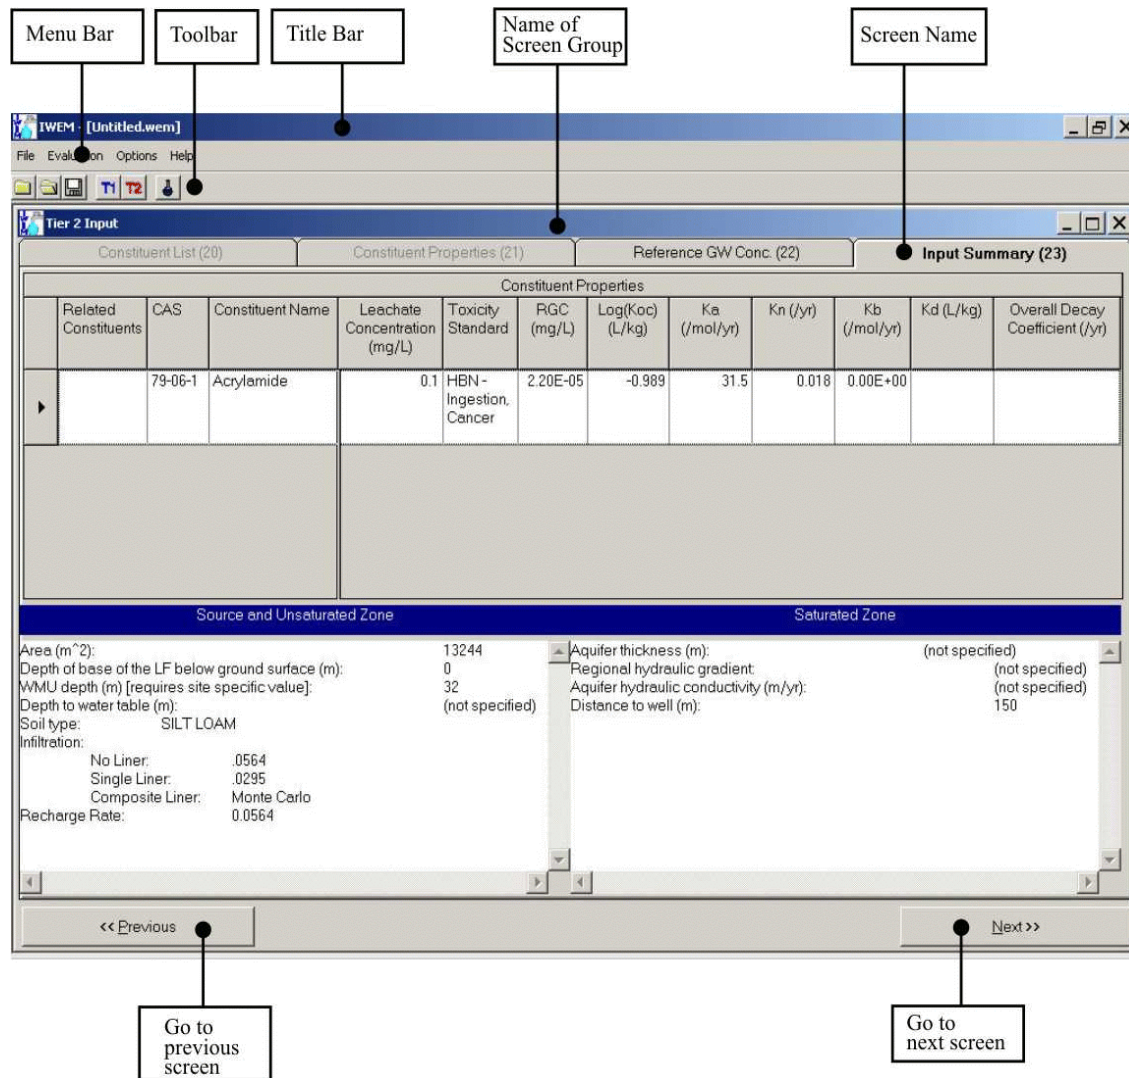 Menu Bar
Toolbar
Title Bar
Name of
Screen Group
Screen Name
IWEM - [Untitled.wem]
File Evaluation Options Help
T1 T2
Tier 2 Input
Constituent List (20)
Constituent Properties (21)
Reference GW Conc. (22)
Input Summary (23)
Constituent Properties
Related
Constituents
CAS
Constituent Name
Leachate
Concentration
(mg/L)
Toxicity
Standard
RGC
(mg/L)
Log(Koc)
(L/kg)
Ka
(/mol/yr)
Kn (/yr)
Kb
(/mol/yr)
Kd (L/kg)
Overall Decay
Coefficient (/yr)
79-06-1
Acrylamide
0.1
HBN -
Ingestion,
Cancer
2.20E-05
-0.989
31.5
0.018
0.00E+00
Source and Unsaturated Zone
Area (m^2): 13244
Depth of base of the LF below ground surface (m): 0
WMU depth (m) [requires site specific value]: 32
Depth to water table (m): (not specified)
Soil type: SILT LOAM
Infiltration:
No Liner: .0564
Single Liner: .0295
Composite Liner: Monte Carlo
Recharge Rate: 0.0564
Saturated Zone
Aquifer thickness (m): (not specified)
Regional hydraulic gradient: (not specified)
Aquifer hydraulic conductivity (m/yr): (not specified)
Distance to well (m): 150
<< Previous
Next >>
Go to
previous
screen
Go to
next screen